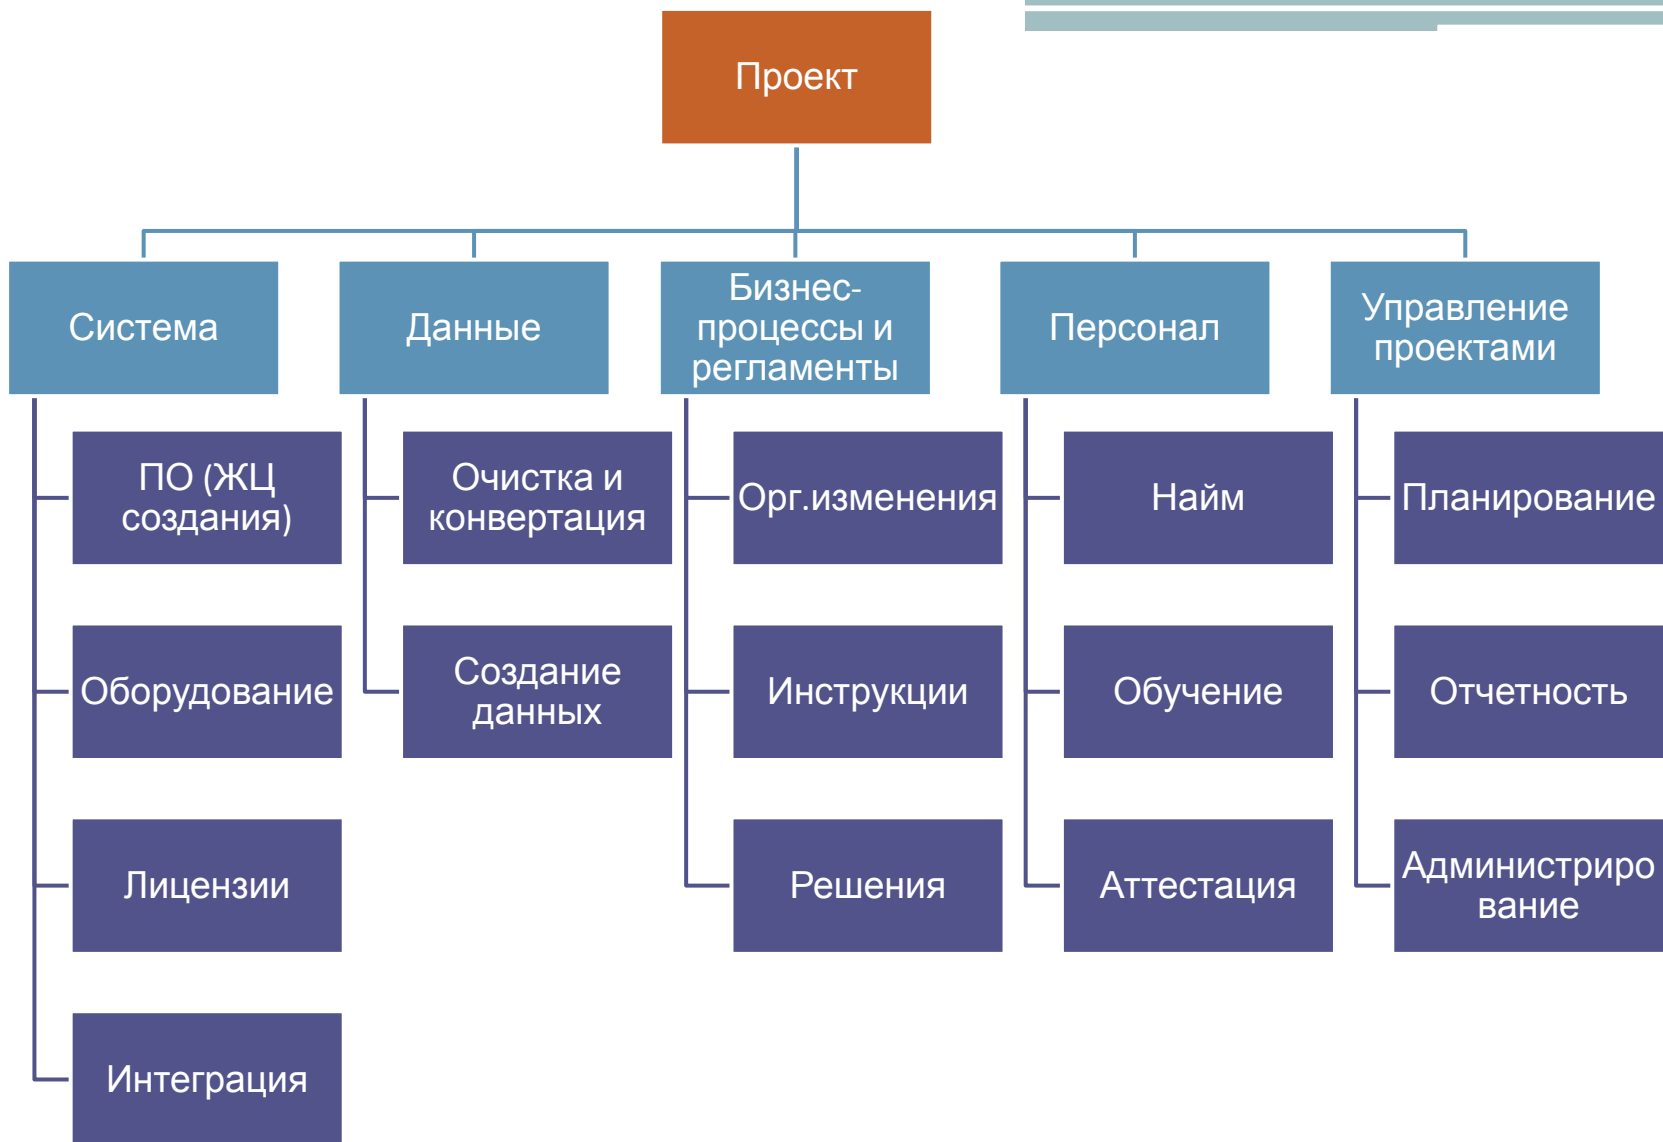 Проект
Система
Данные
Бизнес-
процессы и
регламенты
Персонал
Управление
проектами
ПО (ЖЦ
создания)
Очистка и
конвертация
Орг.изменения
Найм
Планирование
Оборудование
Создание
данных
Инструкции
Обучение
Отчетность
Лицензии
Решения
Аттестация
Администриро
вание
Интеграция